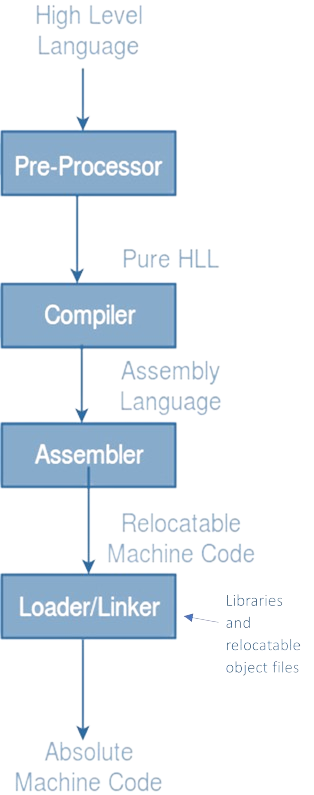 High Level
Language
Pre-Processor
Pure HLL
Compiler
Assembly
Language
Assembler
Relocatable
Machine Code
Loader/Linker
Libraries
and
relocatable
object files
Absolute
Machine Code